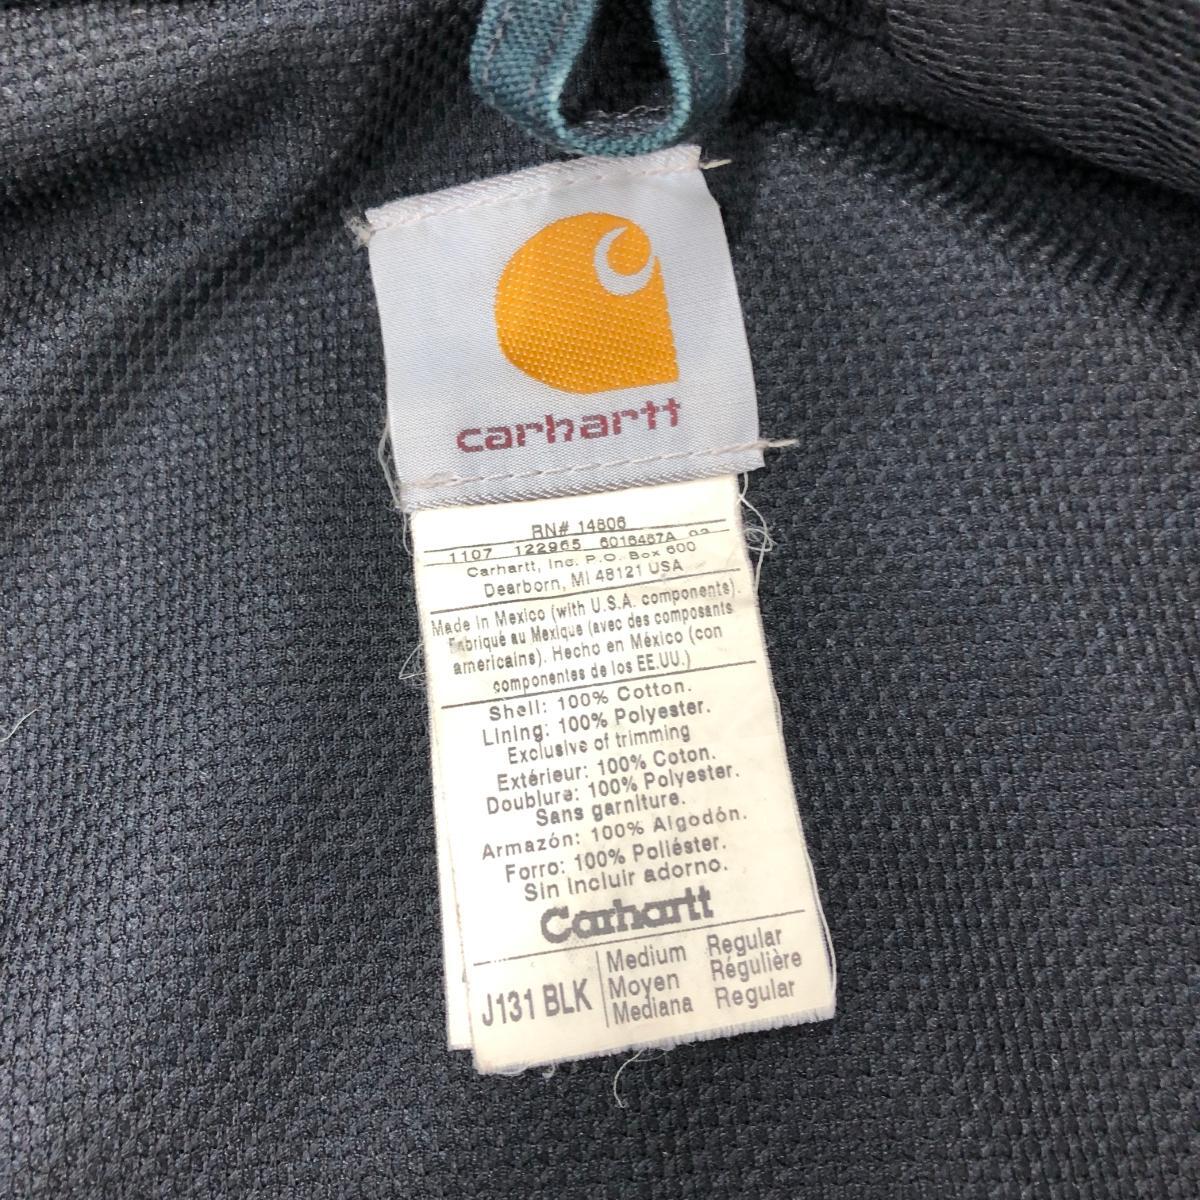 carhartt
RN# 14806
1107 122965 6016467A
Carhartt, Inc. P.O. Box 600
Dearborn, MI 48121 USA
Made in Mexico (with U.S.A. components).
Fabriqué au Mexique (avec des composants
americains). Hecho en México (con
componentes de los EE.UU.)
Shell: 100% Cotton.
Lining: 100% Polyester.
Exclusive of trimming
Extérieur: 100% Coton.
Doublure: 100% Polyester.
Sans garniture.
Armazón: 100% Algodón.
Forro: 100% Poliéster.
Sin Incluir adorno.
Carhartt
J131 BLK
Medium Regular
Moyen Régulière
Mediana Regular